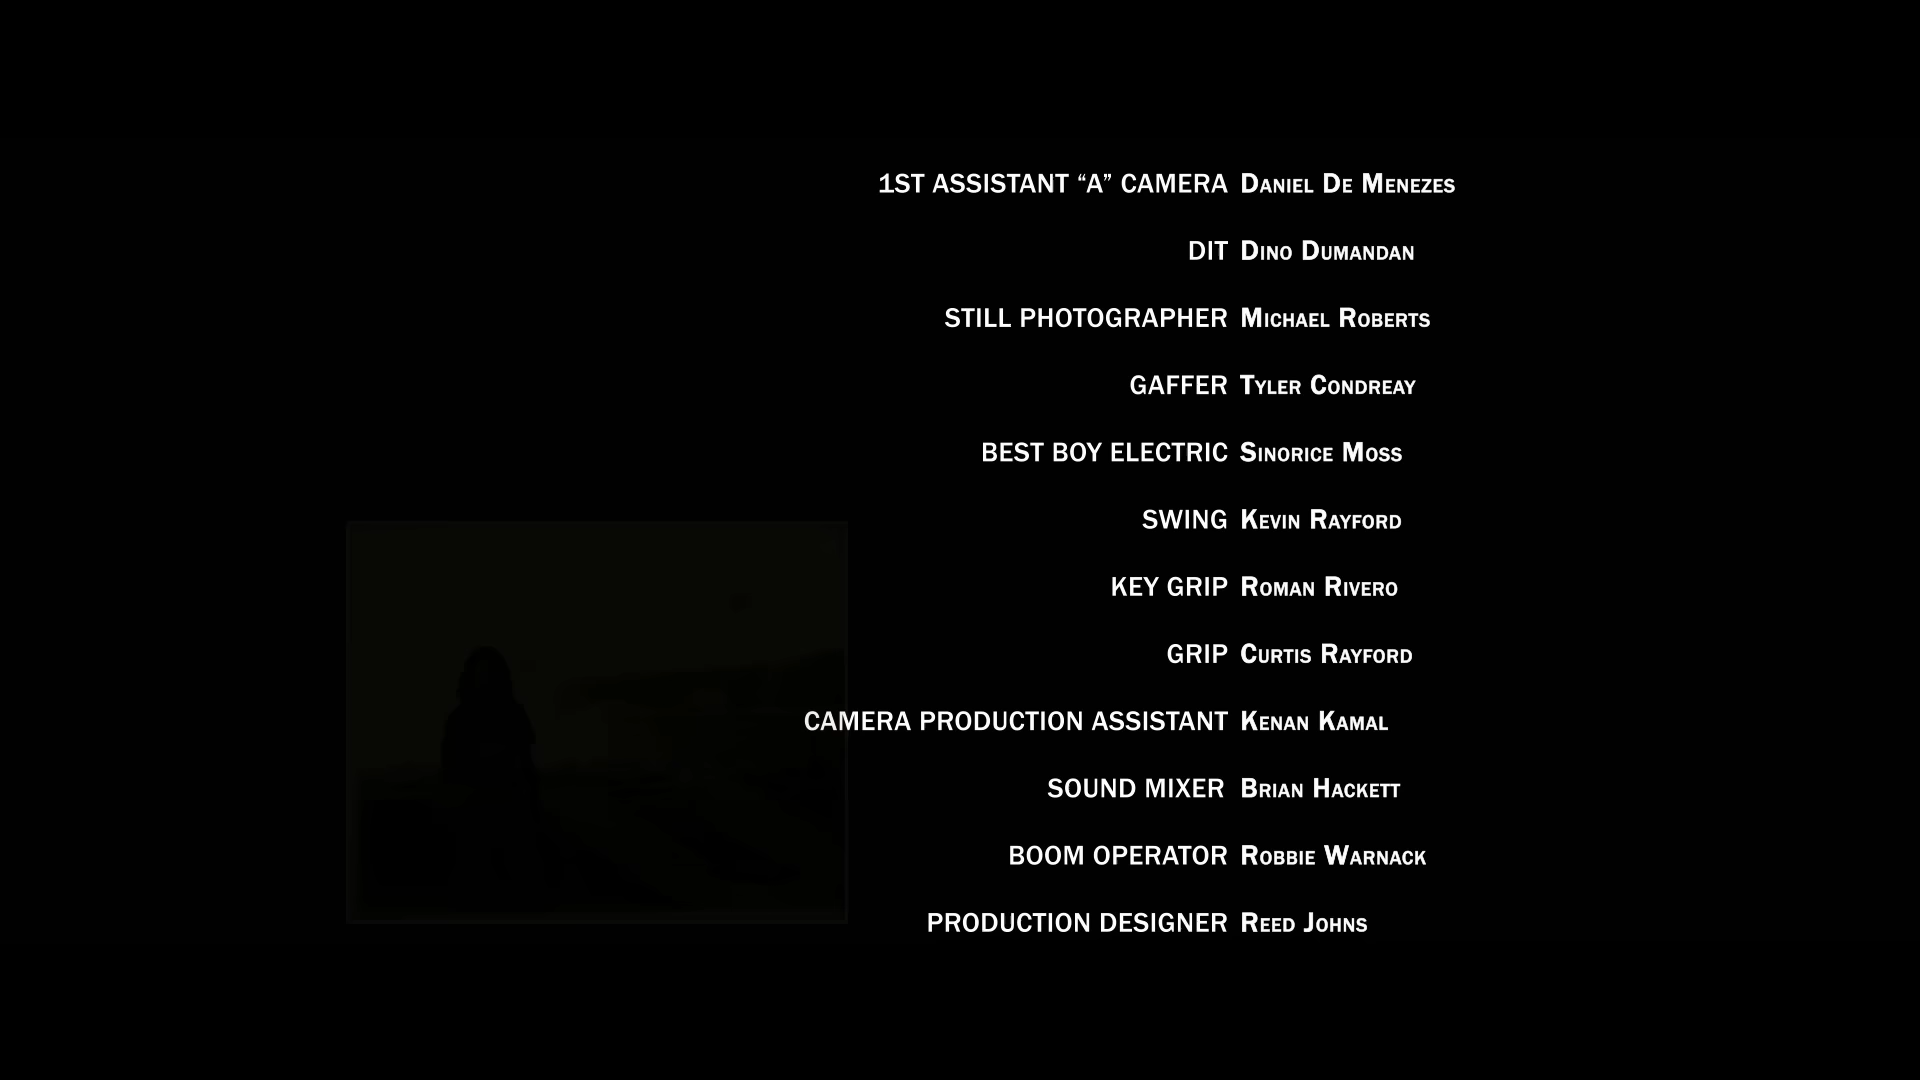 1ST ASSISTANT “A” CAMERA Daniel De Menezes
DIT Dino Dumandan
STILL PHOTOGRAPHER Michael Roberts
GAFFER Tyler Condreay
BEST BOY ELECTRIC Sinorice Moss
SWING Kevin Rayford
KEY GRIP Roman Rivero
GRIP Curtis Rayford
CAMERA PRODUCTION ASSISTANT Kenan Kamal
SOUND MIXER Brian Hackett
BOOM OPERATOR Robbie Warnack
PRODUCTION DESIGNER Reed Johns